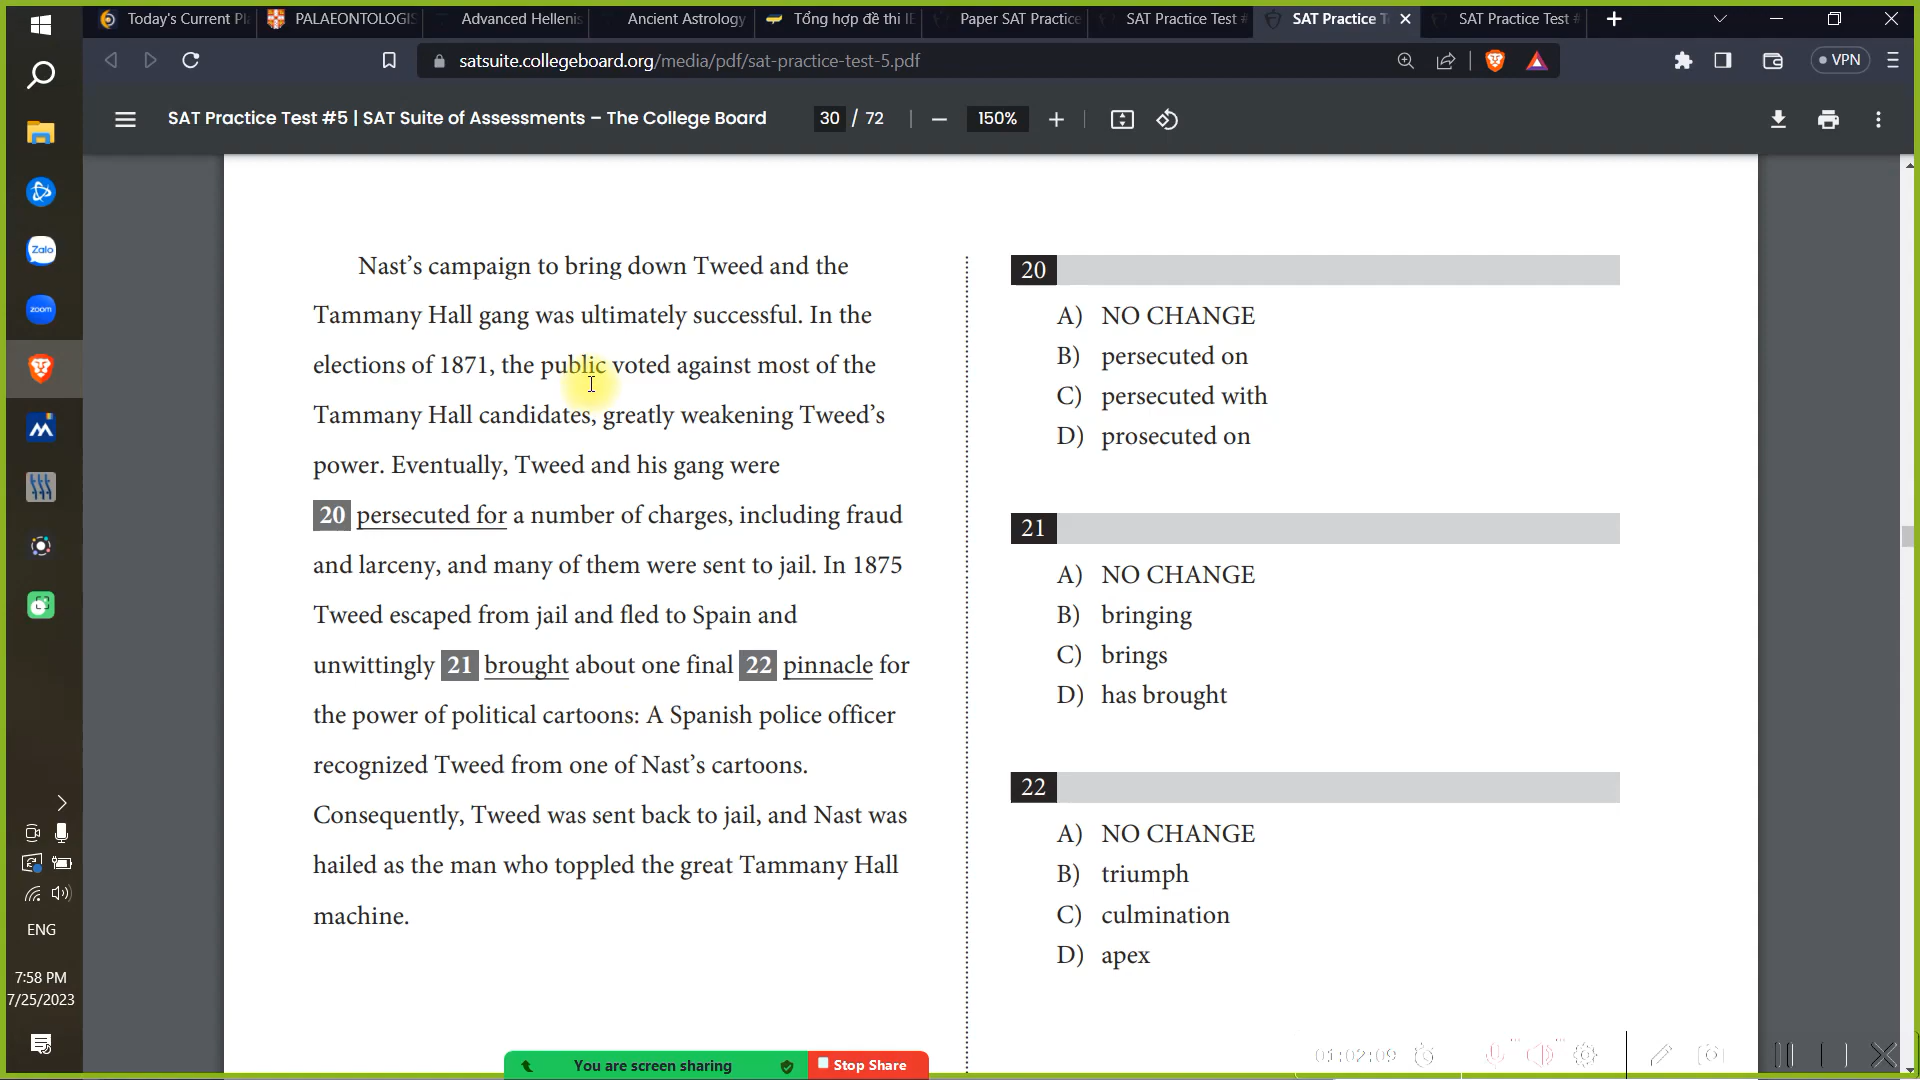 Today's Current Pl
PALAEONTOLOGIS
Advanced Hellenis
Ancient Astrology
Tổng hợp đề thi IE
Paper SAT Practice
SAT Practice Test #
SAT Practice T
SAT Practice Test #
satsuite.collegeboard.org/media/pdf/sat-practice-test-5.pdf
VPN
SAT Practice Test #5 | SAT Suite of Assessments – The College Board
30 / 72
150%
Nast's campaign to bring down Tweed and the
Tammany Hall gang was ultimately successful. In the
elections of 1871, the public voted against most of the
Tammany Hall candidates, greatly weakening Tweed's
power. Eventually, Tweed and his gang were
20 persecuted for a number of charges, including fraud
and larceny, and many of them were sent to jail. In 1875
Tweed escaped from jail and fled to Spain and
unwittingly 21 brought about one final 22 pinnacle for
the power of political cartoons: A Spanish police officer
recognized Tweed from one of Nast's cartoons.
Consequently, Tweed was sent back to jail, and Nast was
hailed as the man who toppled the great Tammany Hall
machine.
20
A) NO CHANGE
B) persecuted on
C) persecuted with
D) prosecuted on
21
A) NO CHANGE
B) bringing
C) brings
D) has brought
22
A) NO CHANGE
B) triumph
C) culmination
D) apex
Zalo
zoom
ENG
7:58 PM
7/25/2023
You are screen sharing
Stop Share
01:02:09